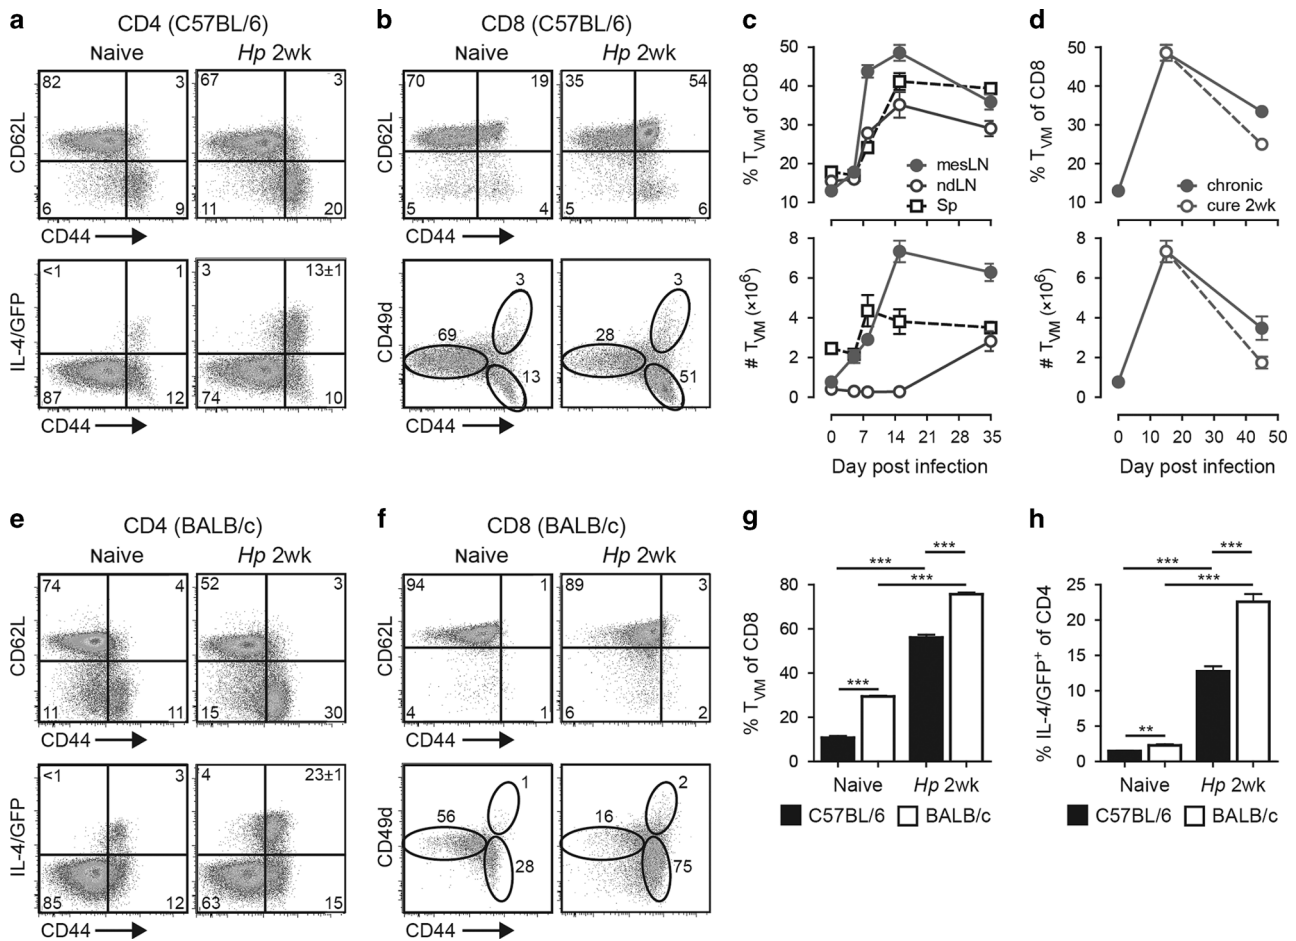 a
CD4 (C57BL/6)
Naive
Hp 2wk
82
3
67
3
CD62L
6
9
11
20
CD44
<1
1
3
13±1
IL-4/GFP
87
12
74
10
CD44
b
CD8 (C57BL/6)
Naive
Hp 2wk
70
19
35
54
CD62L
5
4
5
6
CD44
3
3
CD49d
69
28
13
51
CD44
c
50
40
30
20
10
% TVM of CD8
mesLN
ndLN
Sp
8
6
4
2
0
# TVM (×10⁶)
0 7 14 21 28 35
Day post infection
d
50
40
30
20
10
% TVM of CD8
chronic
cure 2wk
8
6
4
2
0
# TVM (×10⁶)
0 10 20 30 40 50
Day post infection
e
CD4 (BALB/c)
Naive
Hp 2wk
74
4
52
3
CD62L
11
11
15
30
CD44
<1
3
4
23±1
IL-4/GFP
85
12
63
15
CD44
f
CD8 (BALB/c)
Naive
Hp 2wk
94
1
89
3
CD62L
4
1
6
2
CD44
1
2
CD49d
56
16
28
75
CD44
g
***
***
***
***
80
60
40
20
0
% TVM of CD8
Naive
Hp 2wk
C57BL/6
BALB/c
h
***
***
***
**
25
20
15
10
5
0
% IL-4/GFP⁺ of CD4
Naive
Hp 2wk
C57BL/6
BALB/c